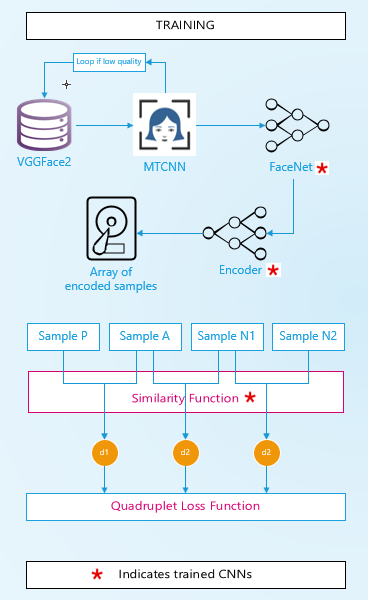 TRAINING
Loop if low quality
VGGFace2
MTCNN
FaceNet *
Encoder *
Array of
encoded samples
Sample P
Sample A
Sample N1
Sample N2
Similarity Function *
d1
d2
d2
Quadruplet Loss Function
* Indicates trained CNNs